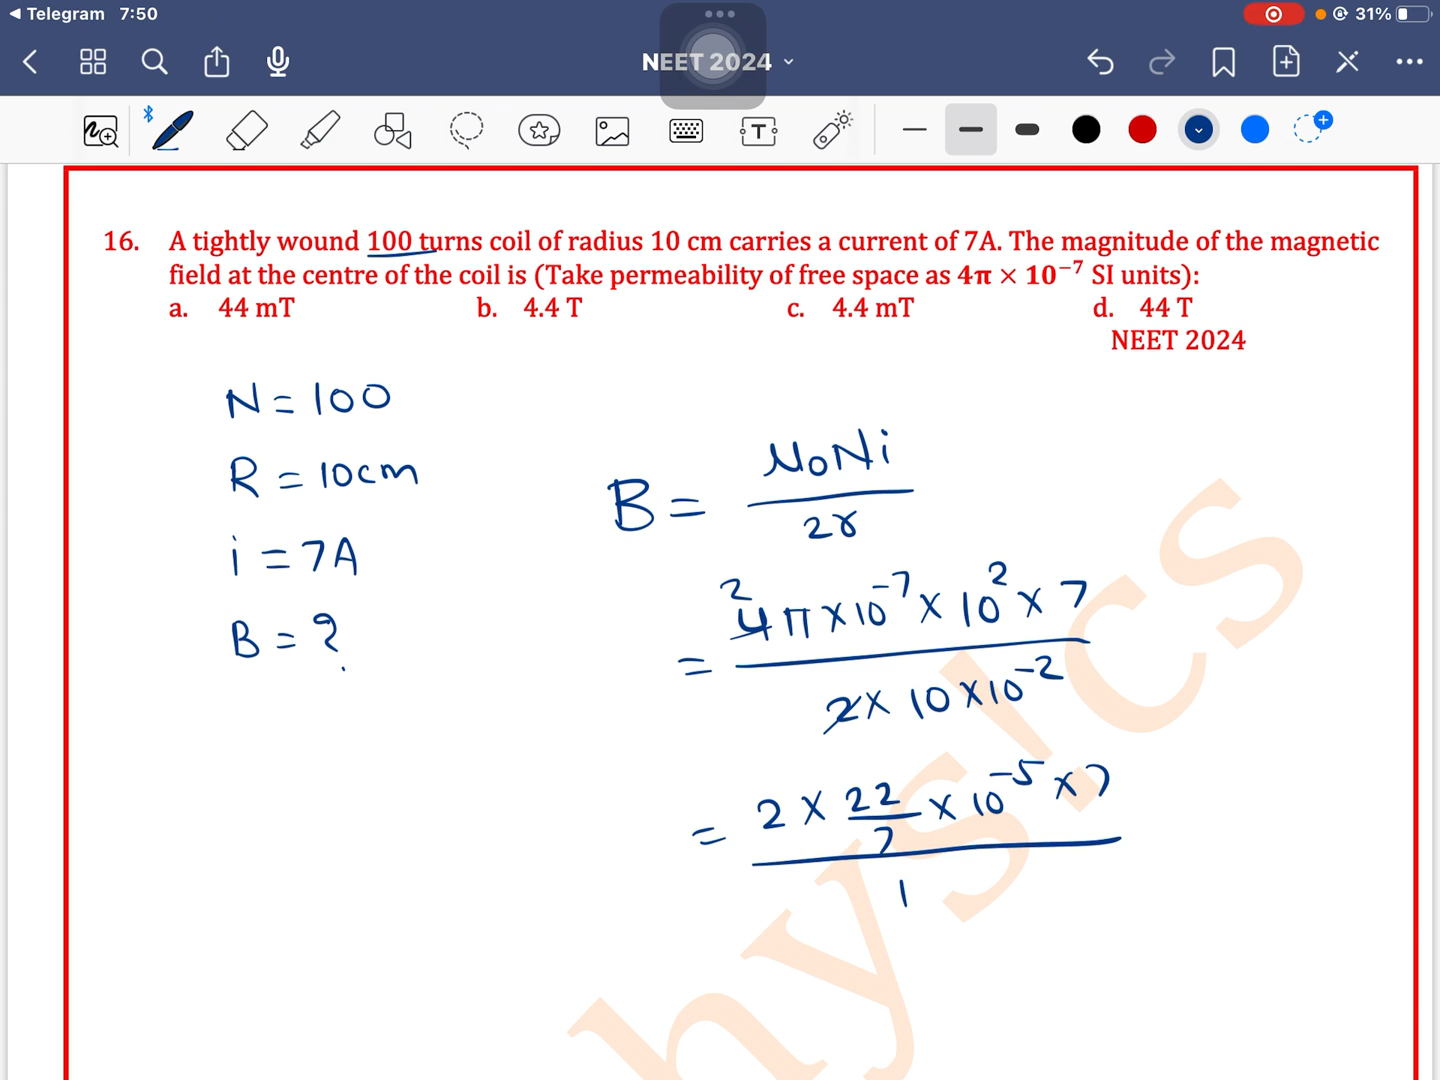 Telegram 7:50
31%
NEET 2024
T
16. A tightly wound 100 turns coil of radius 10 cm carries a current of 7A. The magnitude of the magnetic
field at the centre of the coil is (Take permeability of free space as 4π × 10⁻⁷ SI units):
a. 44 mT b. 4.4 T c. 4.4 mT d. 44 T
NEET 2024
N = 100
R = 10cm
i = 7A
B = ?
B = μ₀Ni / 2r
= ²4π × 10⁻⁷ × 10² × 7 / 2 × 10 × 10⁻²
= 2 × 22/7 × 10⁻⁵ × 7 / 1
hysics